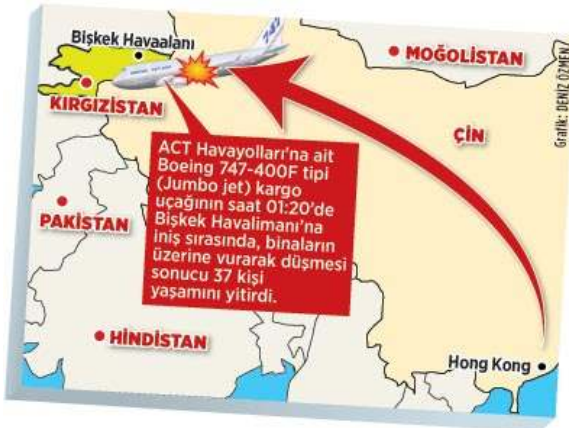 747
Bişkek Havaalanı
MOĞOLİSTAN
KIRGIZİSTAN
ÇİN
Grafik: DENİZ ÖZMEN
ACT Havayolları'na ait
Boeing 747-400F tipi
(Jumbo jet) kargo
uçağının saat 01:20'de
Bişkek Havalimanı'na
iniş sırasında, binaların
üzerine vurarak düşmesi
sonucu 37 kişi
yaşamını yitirdi.
PAKİSTAN
HİNDİSTAN
Hong Kong